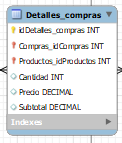 Detalles_compras
idDetalles_compras INT
Compras_idCompras INT
Productos_idProductos INT
Cantidad INT
Precio DECIMAL
Subtotal DECIMAL
Indexes